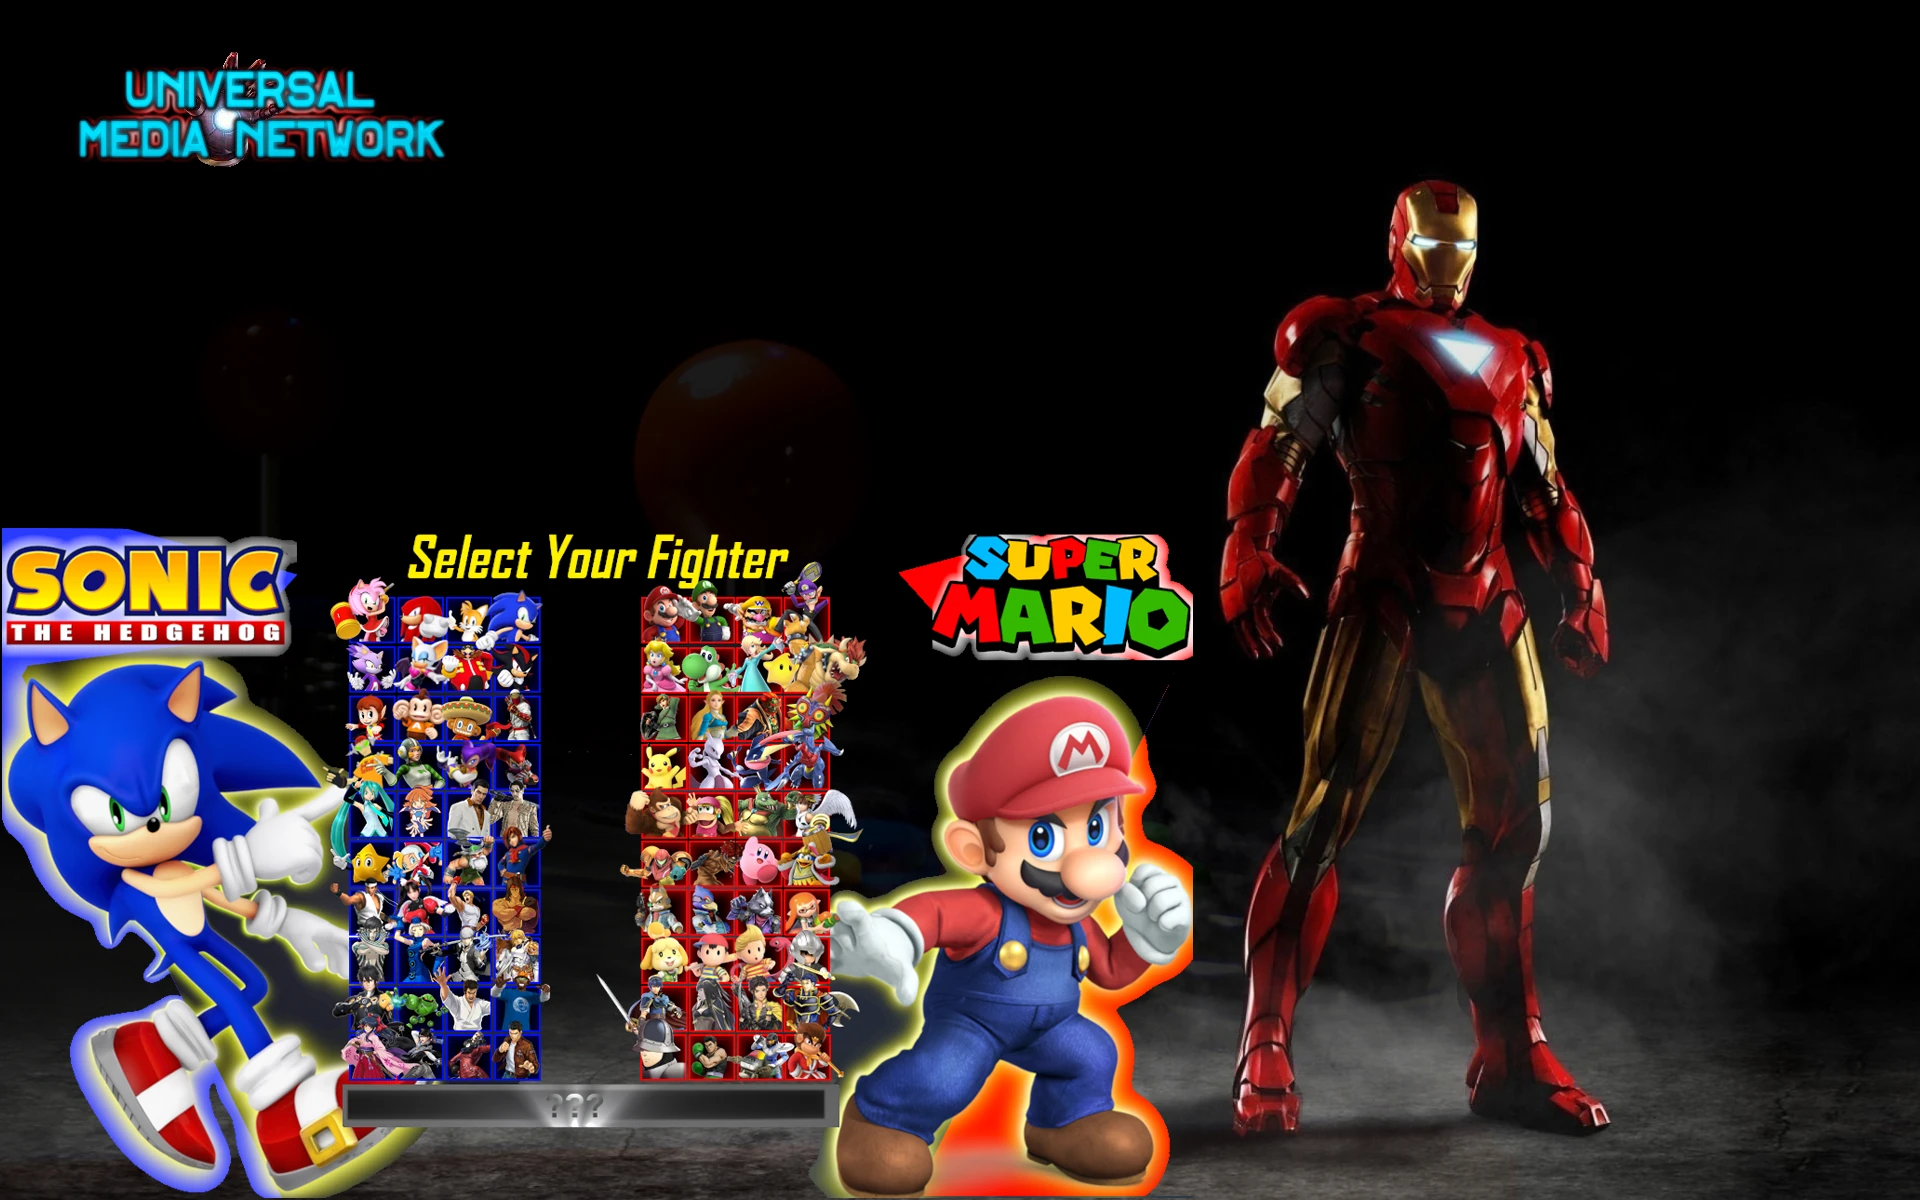 UNIVERSAL
MEDIA NETWORK
SONIC
THE HEDGEHOG
Select Your Fighter
SUPER
MARIO
M
???